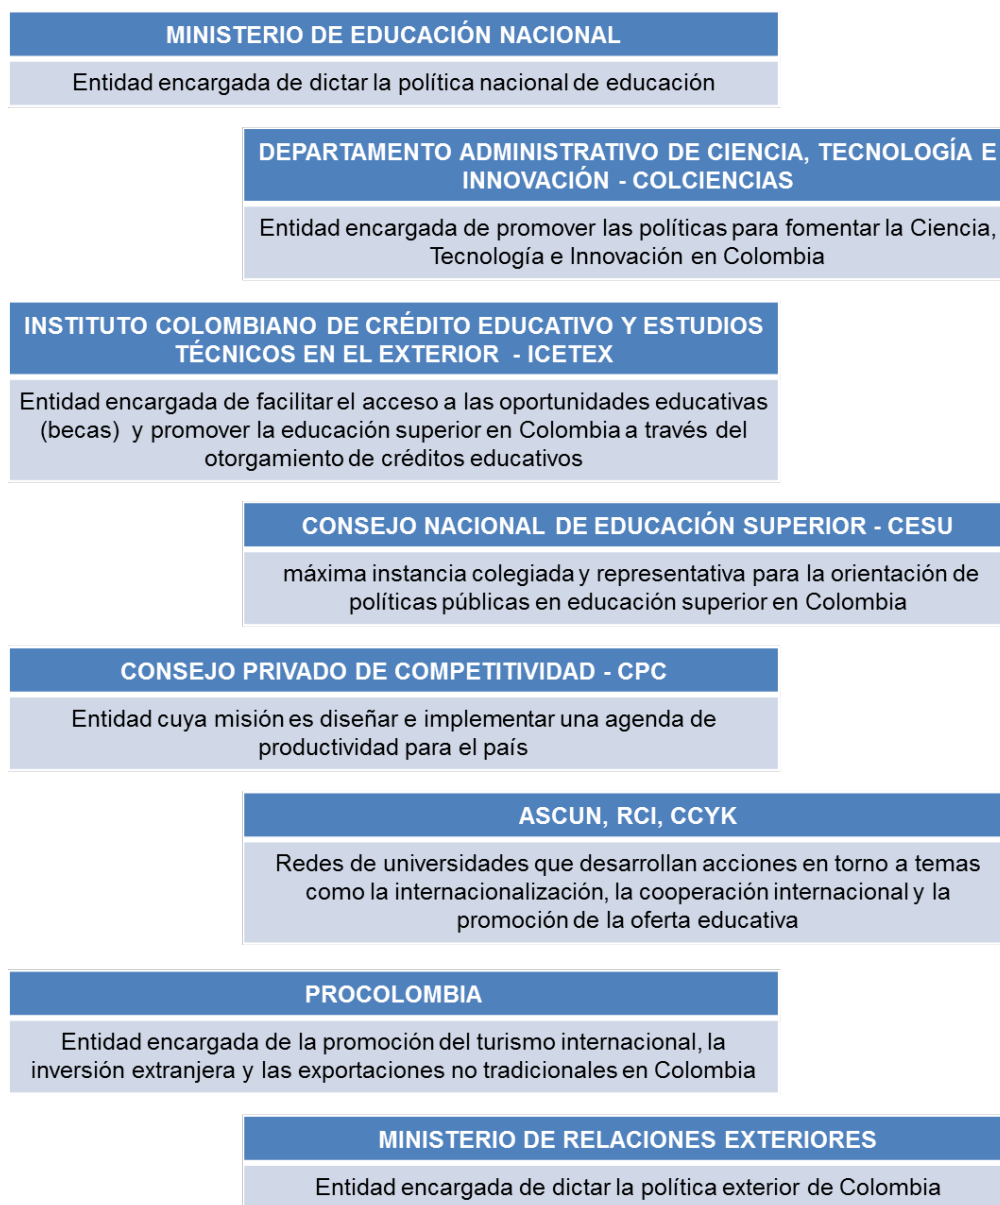 MINISTERIO DE EDUCACIÓN NACIONAL
Entidad encargada de dictar la política nacional de educación
DEPARTAMENTO ADMINISTRATIVO DE CIENCIA, TECNOLOGÍA E
INNOVACIÓN - COLCIENCIAS
Entidad encargada de promover las políticas para fomentar la Ciencia,
Tecnología e Innovación en Colombia
INSTITUTO COLOMBIANO DE CRÉDITO EDUCATIVO Y ESTUDIOS
TÉCNICOS EN EL EXTERIOR - ICETEX
Entidad encargada de facilitar el acceso a las oportunidades educativas
(becas) y promover la educación superior en Colombia a través del
otorgamiento de créditos educativos
CONSEJO NACIONAL DE EDUCACIÓN SUPERIOR - CESU
máxima instancia colegiada y representativa para la orientación de
políticas públicas en educación superior en Colombia
CONSEJO PRIVADO DE COMPETITIVIDAD - CPC
Entidad cuya misión es diseñar e implementar una agenda de
productividad para el país
ASCUN, RCI, CCYK
Redes de universidades que desarrollan acciones en torno a temas
como la internacionalización, la cooperación internacional y la
promoción de la oferta educativa
PROCOLOMBIA
Entidad encargada de la promoción del turismo internacional, la
inversión extranjera y las exportaciones no tradicionales en Colombia
MINISTERIO DE RELACIONES EXTERIORES
Entidad encargada de dictar la política exterior de Colombia